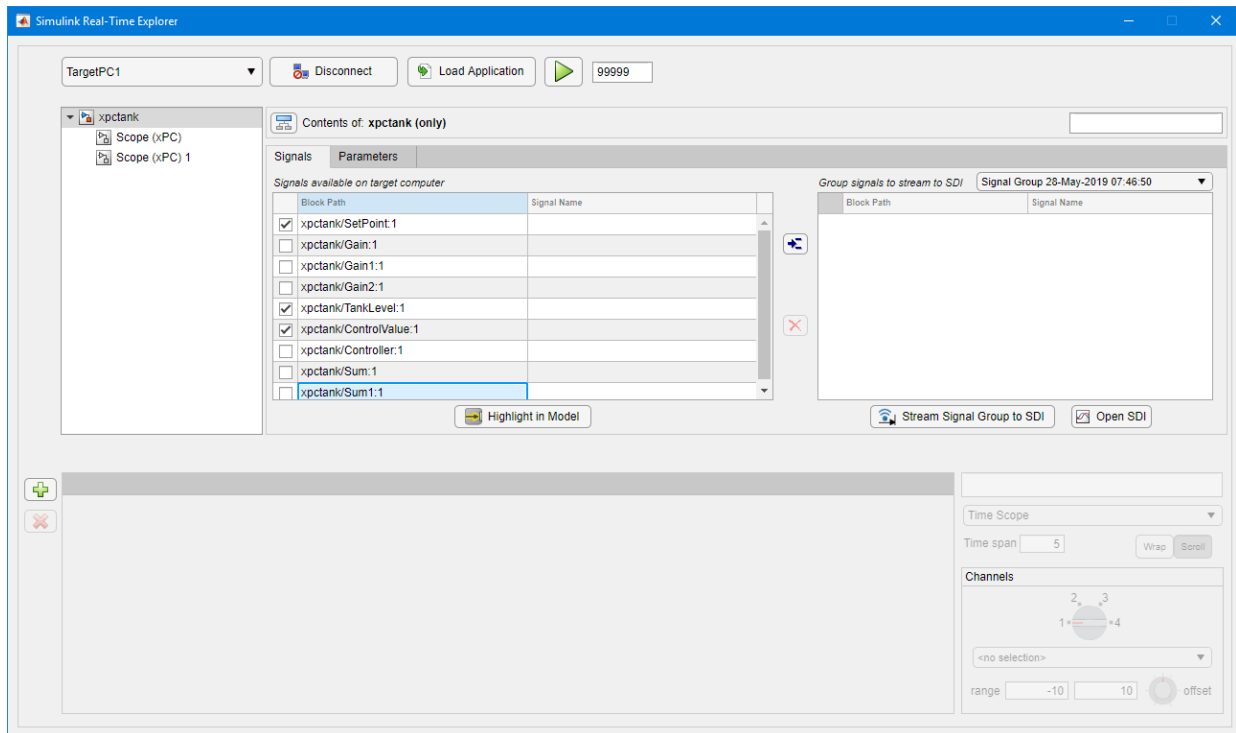 Simulink Real-Time Explorer
TargetPC1 Disconnect Load Application 99999
xpctank
Scope (xPC)
Scope (xPC) 1
Contents of: xpctank (only)
Signals Parameters
Signals available on target computer
Block Path Signal Name
xpctank/SetPoint:1
xpctank/Gain:1
xpctank/Gain1:1
xpctank/Gain2:1
xpctank/TankLevel:1
xpctank/ControlValue:1
xpctank/Controller:1
xpctank/Sum:1
xpctank/Sum1:1
Highlight in Model
Group signals to stream to SDI Signal Group 28-May-2019 07:46:50
Block Path Signal Name
Stream Signal Group to SDI Open SDI
Time Scope
Time span 5 Wrap Scroll
Channels
2 3
1 4
<no selection>
range -10 10 offset